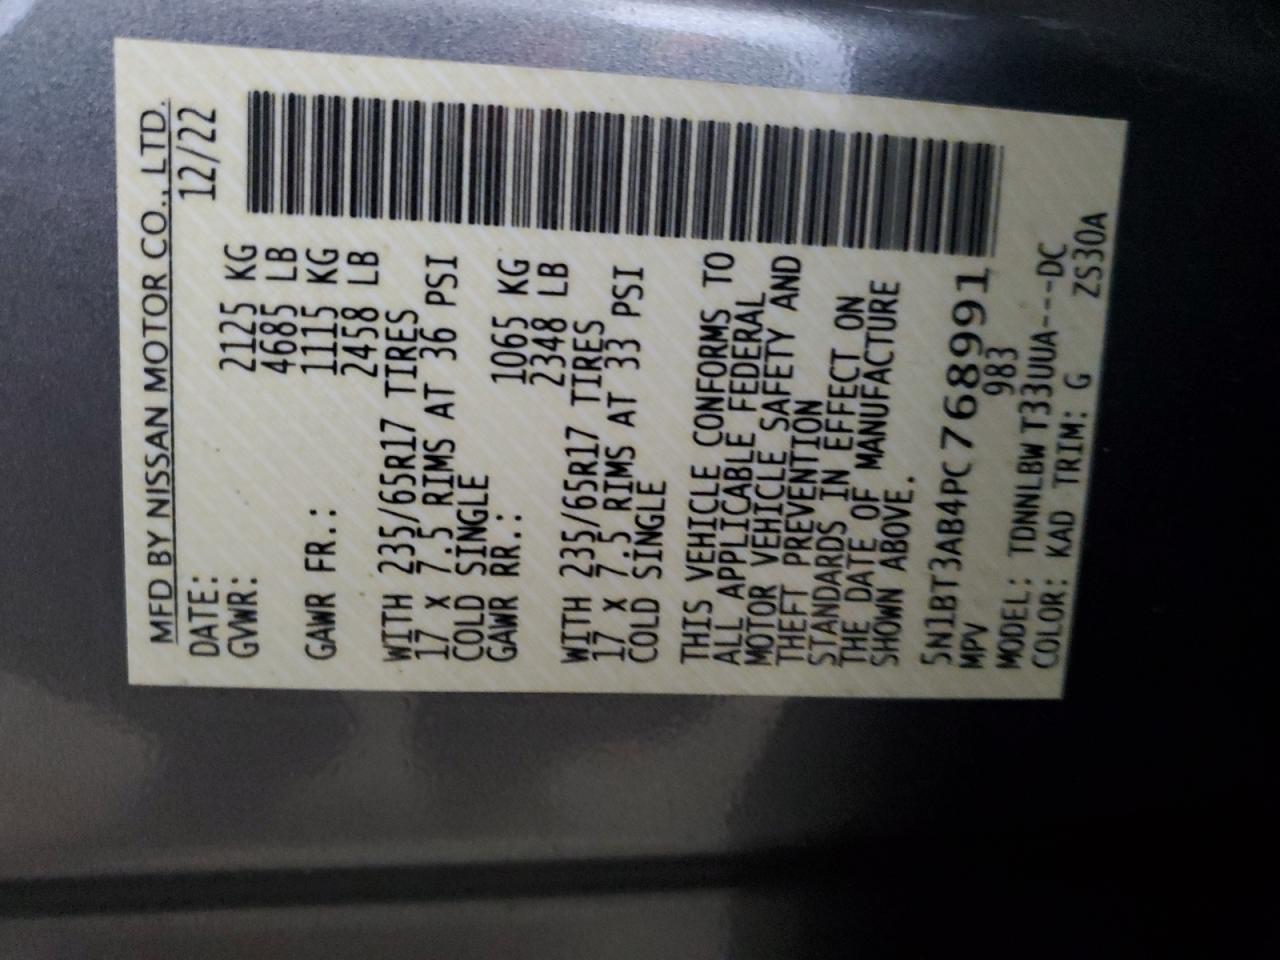 MFD BY NISSAN MOTOR CO., LTD.
DATE: 12/22
GVWR: 2125 KG
4685 LB
GAWR FR.: 1115 KG
2458 LB
WITH 235/65R17 TIRES
17 X 7.5 RIMS AT 36 PSI
COLD SINGLE
GAWR RR.: 1065 KG
2348 LB
WITH 235/65R17 TIRES
17 X 7.5 RIMS AT 33 PSI
COLD SINGLE
THIS VEHICLE CONFORMS TO
ALL APPLICABLE FEDERAL
MOTOR VEHICLE SAFETY AND
THEFT PREVENTION
STANDARDS IN EFFECT ON
THE DATE OF MANUFACTURE
SHOWN ABOVE.
5N1BT3AB4PC768991
MPV 983
MODEL: TDNNLBW T33UUA---DC
COLOR: KAD TRIM: G ZS30A